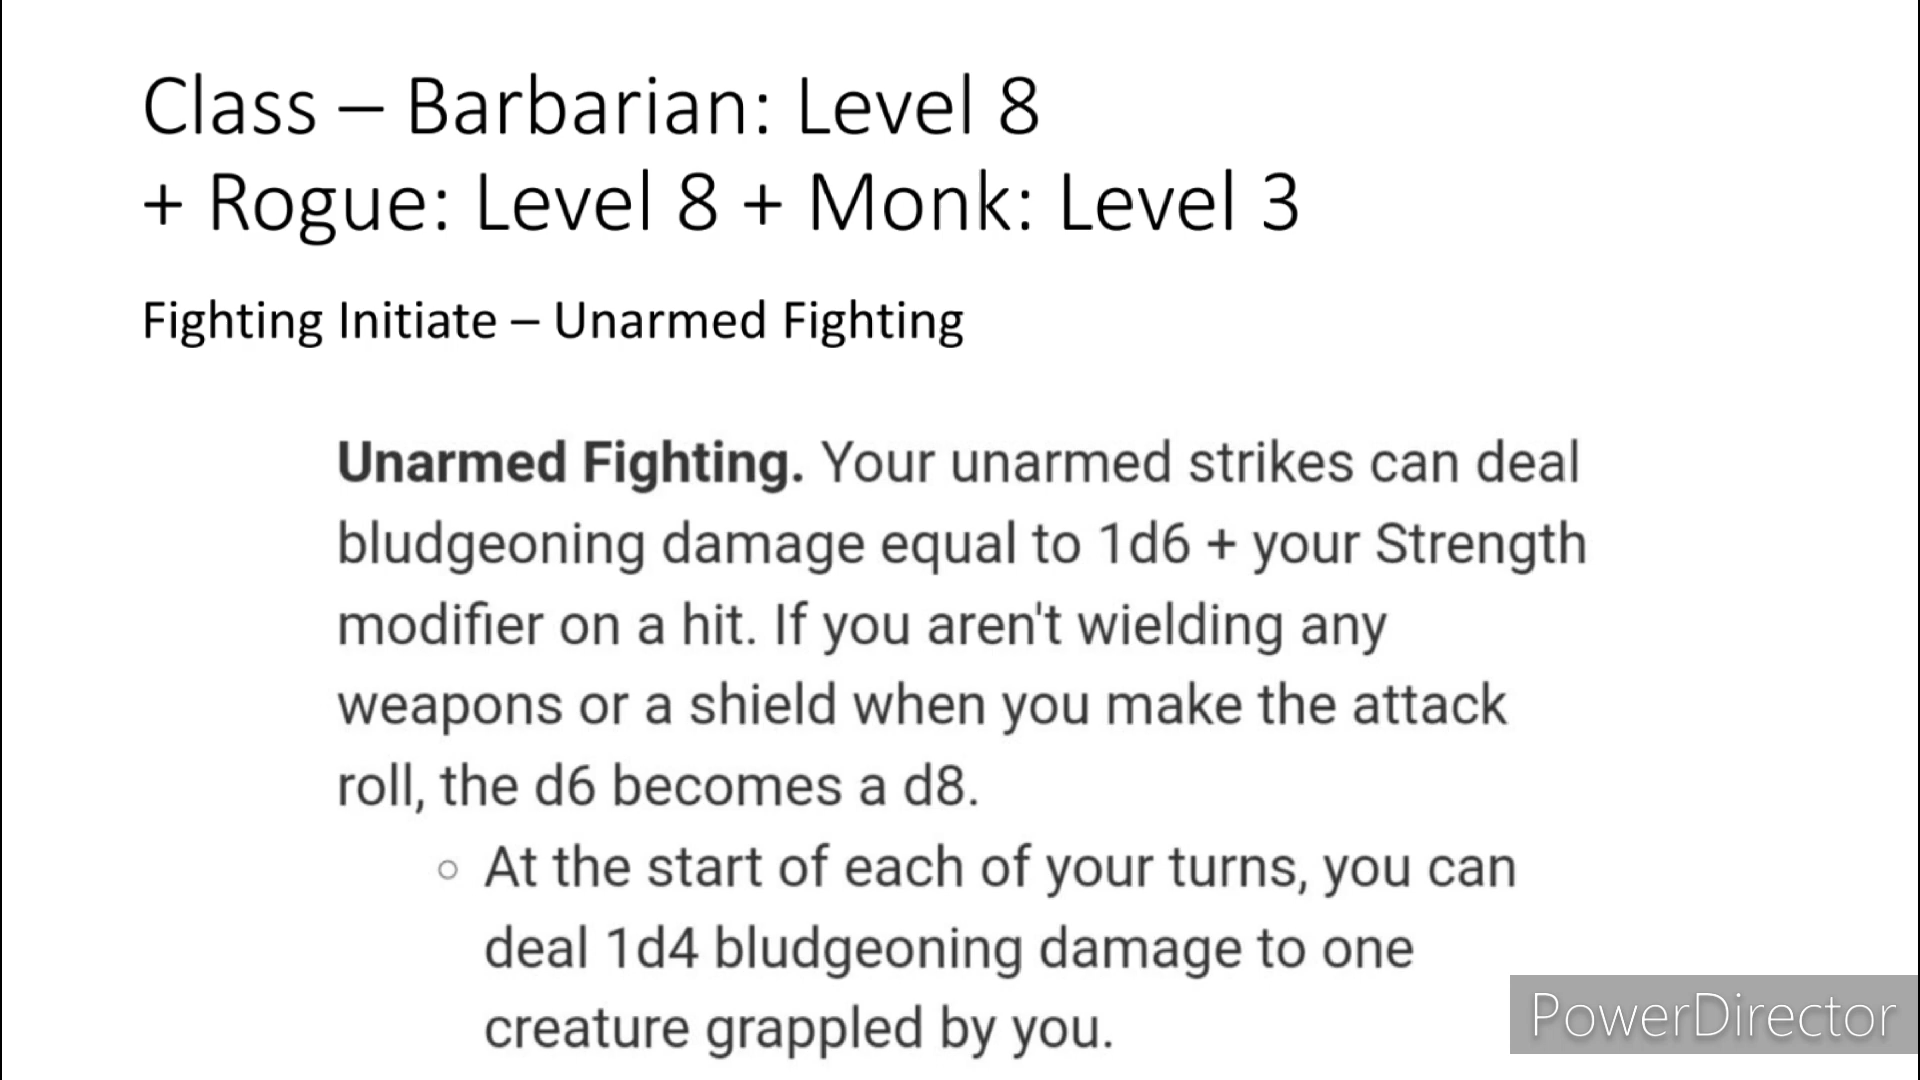 Class – Barbarian: Level 8
+ Rogue: Level 8 + Monk: Level 3
Fighting Initiate – Unarmed Fighting
Unarmed Fighting. Your unarmed strikes can deal
bludgeoning damage equal to 1d6 + your Strength
modifier on a hit. If you aren't wielding any
weapons or a shield when you make the attack
roll, the d6 becomes a d8.
○ At the start of each of your turns, you can
deal 1d4 bludgeoning damage to one
creature grappled by you.
PowerDirector